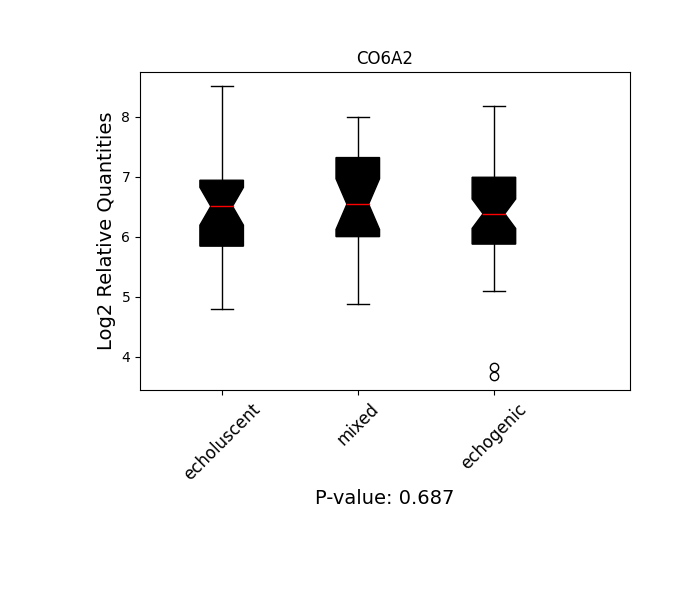 CO6A2
Log2 Relative Quantities
8
7
6
5
4
echoluscent
mixed
echogenic
P-value: 0.687